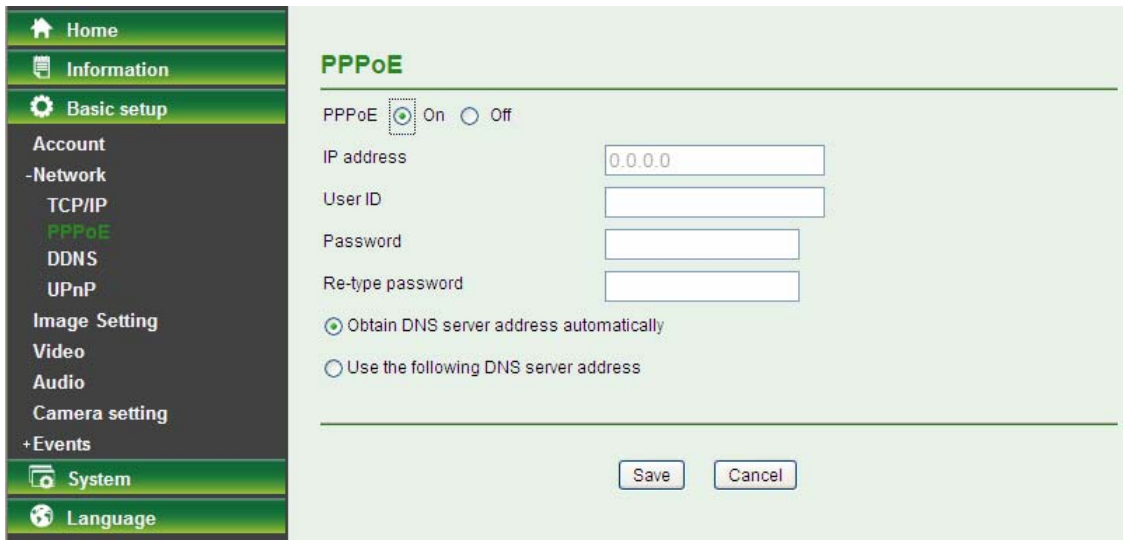 Home
Information
Basic setup
Account
-Network
TCP/IP
PPPoE
DDNS
UPnP
Image Setting
Video
Audio
Camera setting
+Events
System
Language
PPPoE
PPPoE On Off
IP address 0.0.0.0
User ID
Password
Re-type password
Obtain DNS server address automatically
Use the following DNS server address
Save Cancel